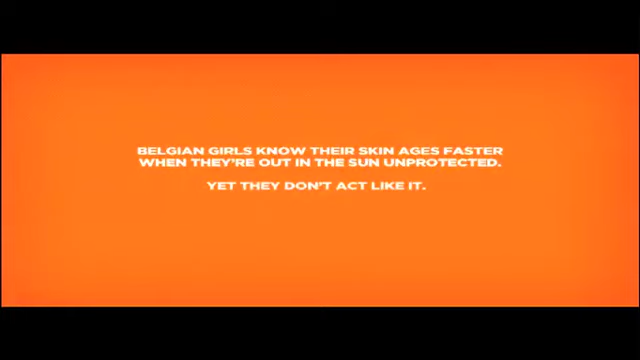 BELGIAN GIRLS KNOW THEIR SKIN AGES FASTER
WHEN THEY'RE OUT IN THE SUN UNPROTECTED.
YET THEY DON'T ACT LIKE IT.